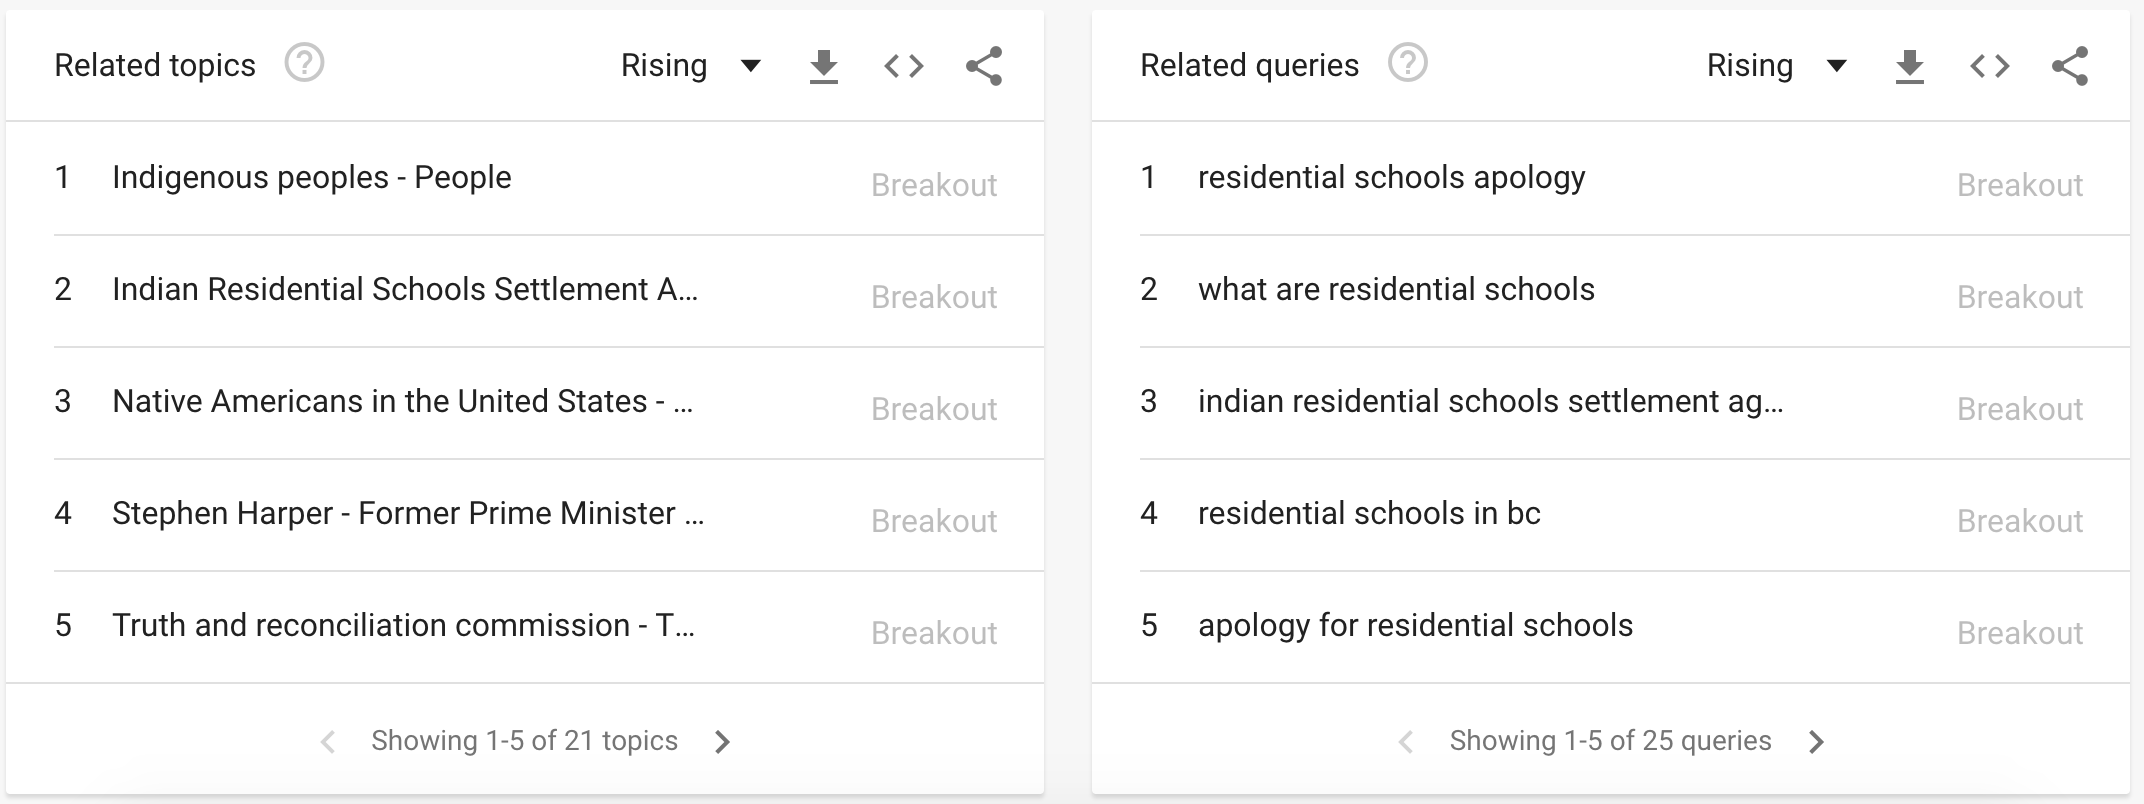 Related topics ?
Rising
1 Indigenous peoples - People Breakout
2 Indian Residential Schools Settlement A... Breakout
3 Native Americans in the United States - ... Breakout
4 Stephen Harper - Former Prime Minister ... Breakout
5 Truth and reconciliation commission - T... Breakout
Showing 1-5 of 21 topics
Related queries ?
Rising
1 residential schools apology Breakout
2 what are residential schools Breakout
3 indian residential schools settlement ag... Breakout
4 residential schools in bc Breakout
5 apology for residential schools Breakout
Showing 1-5 of 25 queries